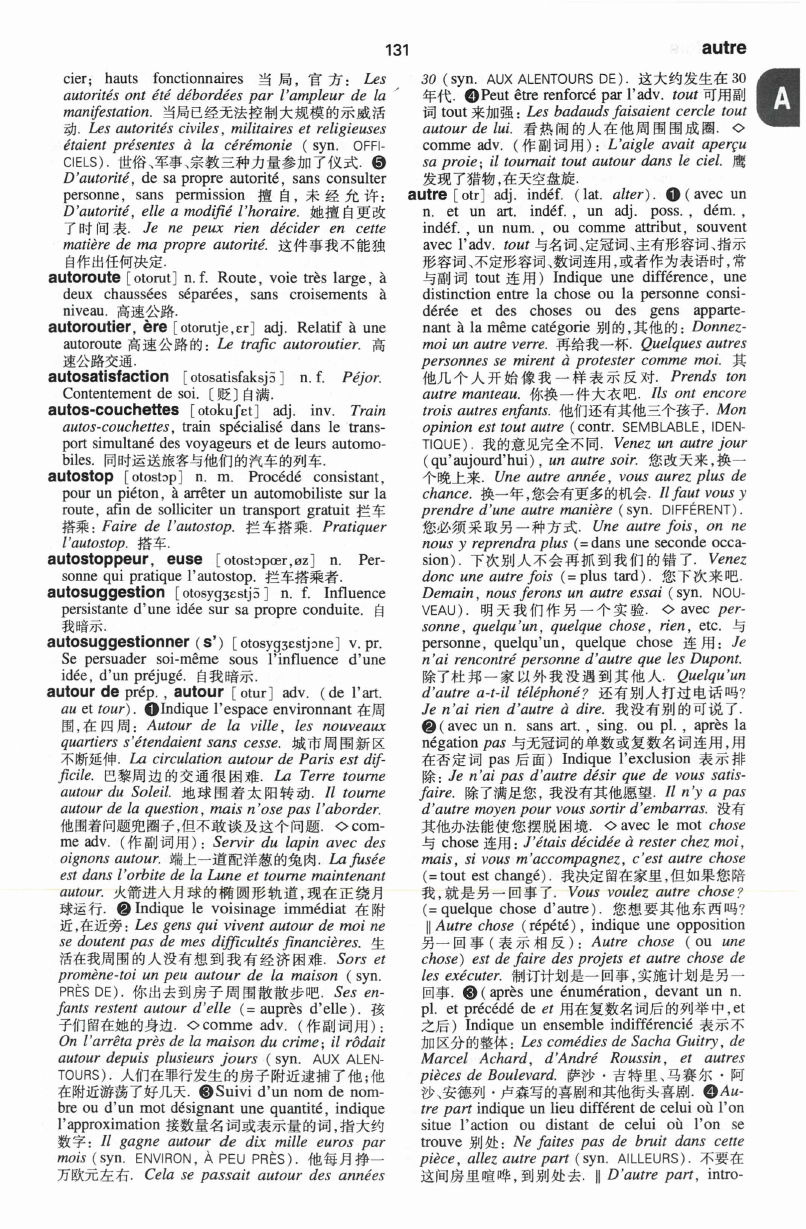 131
autre
A
cier; hauts fonctionnaires 当局, 官方: Les
autorités ont été débordées par l'ampleur de la
manifestation. 当局已经无法控制大规模的示威活
动. Les autorités civiles, militaires et religieuses
étaient présentes à la cérémonie ( syn. OFFI-
CIELS). 世俗、军事、宗教三种力量参加了仪式. ❺
D'autorité, de sa propre autorité, sans consulter
personne, sans permission 擅自, 未经允许:
D'autorité, elle a modifié l'horaire. 她擅自更改
了时间表. Je ne peux rien décider en cette
matière de ma propre autorité. 这件事我不能独
自作出任何决定.
autoroute [otorut] n. f. Route, voie très large, à
deux chaussées séparées, sans croisements à
niveau. 高速公路.
autoroutier, ère [otorutje,ɛr] adj. Relatif à une
autoroute 高速公路的: Le trafic autoroutier. 高
速公路交通.
autosatisfaction [otosatisfaksjɔ̃] n. f. Péjor.
Contentement de soi. 〔贬〕自满.
autos-couchettes [otokuʃɛt] adj. inv. Train
autos-couchettes, train spécialisé dans le trans-
port simultané des voyageurs et de leurs automo-
biles. 同时运送旅客与他们的汽车的列车.
autostop [otostɔp] n. m. Procédé consistant,
pour un piéton, à arrêter un automobiliste sur la
route, afin de solliciter un transport gratuit 拦车
搭乘: Faire de l'autostop. 拦车搭乘. Pratiquer
l'autostop. 搭车.
autostoppeur, euse [otostɔpœr,øz] n. Per-
sonne qui pratique l'autostop. 拦车搭乘者.
autosuggestion [otosygʒɛstjɔ̃] n. f. Influence
persistante d'une idée sur sa propre conduite. 自
我暗示.
autosuggestionner (s') [otosygʒɛstjɔne] v. pr.
Se persuader soi-même sous l'influence d'une
idée, d'un préjugé. 自我暗示.
autour de prép., autour [otur] adv. (de l'art.
au et tour). ❶Indique l'espace environnant 在周
围,在四周: Autour de la ville, les nouveaux
quartiers s'étendaient sans cesse. 城市周围新区
不断延伸. La circulation autour de Paris est dif-
ficile. 巴黎周边的交通很困难. La Terre tourne
autour du Soleil. 地球围着太阳转动. Il tourne
autour de la question, mais n'ose pas l'aborder.
他围着问题兜圈子,但不敢谈及这个问题. ◇com-
me adv. (作副词用): Servir du lapin avec des
oignons autour. 端上一道配洋葱的兔肉. La fusée
est dans l'orbite de la Lune et tourne maintenant
autour. 火箭进入月球的椭圆形轨道,现在正绕月
球运行. ❷Indique le voisinage immédiat 在附
近,在近旁: Les gens qui vivent autour de moi ne
se doutent pas de mes difficultés financières. 生
活在我周围的人没有想到我有经济困难. Sors et
promène-toi un peu autour de la maison (syn.
PRÈS DE). 你出去到房子周围散散步吧. Ses en-
fants restent autour d'elle (= auprès d'elle). 孩
子们留在她的身边. ◇comme adv. (作副词用):
On l'arrêta près de la maison du crime; il rôdait
autour depuis plusieurs jours (syn. AUX ALEN-
TOURS). 人们在罪行发生的房子附近逮捕了他;他
在附近游荡了好几天. ❸Suivi d'un nom de nom-
bre ou d'un mot désignant une quantité, indique
l'approximation 接数量名词或表示量的词,指大约
数字: Il gagne autour de dix mille euros par
mois (syn. ENVIRON, À PEU PRÈS). 他每月挣一
万欧元左右. Cela se passait autour des années
30 (syn. AUX ALENTOURS DE). 这大约发生在 30
年代. ❹Peut être renforcé par l'adv. tout 可用副
词 tout 来加强: Les badauds faisaient cercle tout
autour de lui. 看热闹的人在他周围围成圈. ◇
comme adv. (作副词用): L'aigle avait aperçu
sa proie; il tournait tout autour dans le ciel. 鹰
发现了猎物,在天空盘旋.
autre [otr] adj. indéf. (lat. alter). ❶(avec un
n. et un art. indéf., un adj. poss., dém.,
indéf., un num., ou comme attribut, souvent
avec l'adv. tout 与名词、定冠词、主有形容词、指示
形容词、不定形容词、数词连用,或者作为表语时,常
与副词 tout 连用) Indique une différence, une
distinction entre la chose ou la personne consi-
dérée et des choses ou des gens apparte-
nant à la même catégorie 别的,其他的: Donnez-
moi un autre verre. 再给我一杯. Quelques autres
personnes se mirent à protester comme moi. 其
他几个人开始像我一样表示反对. Prends ton
autre manteau. 你换一件大衣吧. Ils ont encore
trois autres enfants. 他们还有其他三个孩子. Mon
opinion est tout autre (contr. SEMBLABLE, IDEN-
TIQUE). 我的意见完全不同. Venez un autre jour
(qu'aujourd'hui), un autre soir. 您改天来,换一
个晚上来. Une autre année, vous aurez plus de
chance. 换一年,您会有更多的机会. Il faut vous y
prendre d'une autre manière (syn. DIFFÉRENT).
您必须采取另一种方式. Une autre fois, on ne
nous y reprendra plus (= dans une seconde occa-
sion). 下次别人不会再抓到我们的错了. Venez
donc une autre fois (= plus tard). 您下次来吧.
Demain, nous ferons un autre essai (syn. NOU-
VEAU). 明天我们作另一个实验. ◇ avec per-
sonne, quelqu'un, quelque chose, rien, etc. 与
personne, quelqu'un, quelque chose 连用: Je
n'ai rencontré personne d'autre que les Dupont.
除了杜邦一家以外我没遇到其他人. Quelqu'un
d'autre a-t-il téléphoné? 还有别人打过电话吗?
Je n'ai rien d'autre à dire. 我没有别的可说了.
❷(avec un n. sans art., sing. ou pl., après la
négation pas 与无冠词的单数或复数名词连用,用
在否定词 pas 后面) Indique l'exclusion 表示排
除: Je n'ai pas d'autre désir que de vous satis-
faire. 除了满足您, 我没有其他愿望. Il n'y a pas
d'autre moyen pour vous sortir d'embarras. 没有
其他办法能使您摆脱困境. ◇avec le mot chose
与 chose 连用: J'étais décidée à rester chez moi,
mais, si vous m'accompagnez, c'est autre chose
(= tout est changé). 我决定留在家里,但如果您陪
我,就是另一回事了. Vous voulez autre chose?
(= quelque chose d'autre). 您想要其他东西吗?
‖ Autre chose (répété), indique une opposition
另一回事(表示相反): Autre chose (ou une
chose) est de faire des projets et autre chose de
les exécuter. 制订计划是一回事,实施计划是另一
回事. ❸(après une énumération, devant un n.
pl. et précédé de et 用在复数名词后的列举中,et
之后) Indique un ensemble indifférencié 表示不
加区分的整体: Les comédies de Sacha Guitry, de
Marcel Achard, d'André Roussin, et autres
pièces de Boulevard. 萨沙·吉特里、马赛尔·阿
沙、安德列·卢森写的喜剧和其他街头喜剧. ❹Au-
tre part indique un lieu différent de celui où l'on
situe l'action ou distant de celui où l'on se
trouve 别处: Ne faites pas de bruit dans cette
pièce, allez autre part (syn. AILLEURS). 不要在
这间房里喧哗,到别处去. ‖ D'autre part, intro-